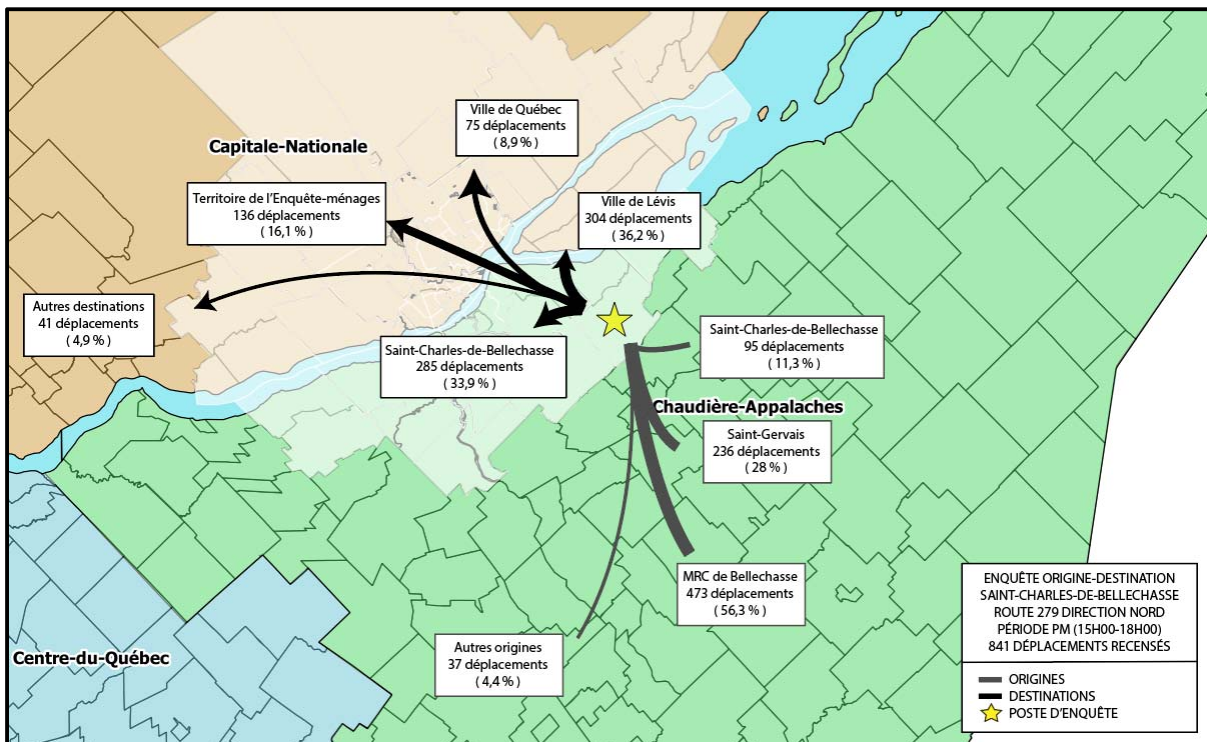 Ville de Québec
75 déplacements
( 8,9 % )
Capitale-Nationale
Territoire de l'Enquête-ménages
136 déplacements
( 16,1 % )
Ville de Lévis
304 déplacements
( 36,2 % )
Autres destinations
41 déplacements
( 4,9 % )
Saint-Charles-de-Bellechasse
285 déplacements
( 33,9 % )
Saint-Charles-de-Bellechasse
95 déplacements
( 11,3 % )
Chaudière-Appalaches
Saint-Gervais
236 déplacements
( 28 % )
MRC de Bellechasse
473 déplacements
( 56,3 % )
Autres origines
37 déplacements
( 4,4 % )
Centre-du-Québec
ENQUÊTE ORIGINE-DESTINATION
SAINT-CHARLES-DE-BELLECHASSE
ROUTE 279 DIRECTION NORD
PÉRIODE PM (15H00-18H00)
841 DÉPLACEMENTS RECENSÉS
ORIGINES
DESTINATIONS
POSTE D'ENQUÊTE